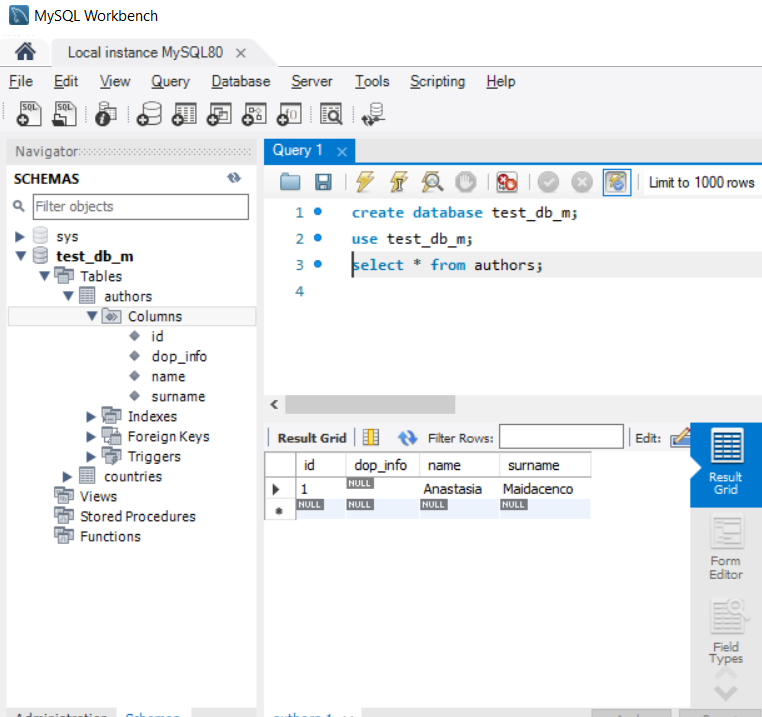 MySQL Workbench
Local instance MySQL80
File Edit View Query Database Server Tools Scripting Help
SQL SQL
Navigator
Query 1
SCHEMAS
Limit to 1000 rows
Filter objects
sys
test_db_m
Tables
authors
Columns
id
dop_info
name
surname
Indexes
Foreign Keys
Triggers
countries
Views
Stored Procedures
Functions
1 create database test_db_m;
2 use test_db_m;
3 select * from authors;
4
Result Grid Filter Rows: Edit:
id dop_info name surname
1 NULL Anastasia Maidacenco
NULL NULL NULL NULL
Result
Grid
Form
Editor
Field
Types
Administration Schemas
authors 1